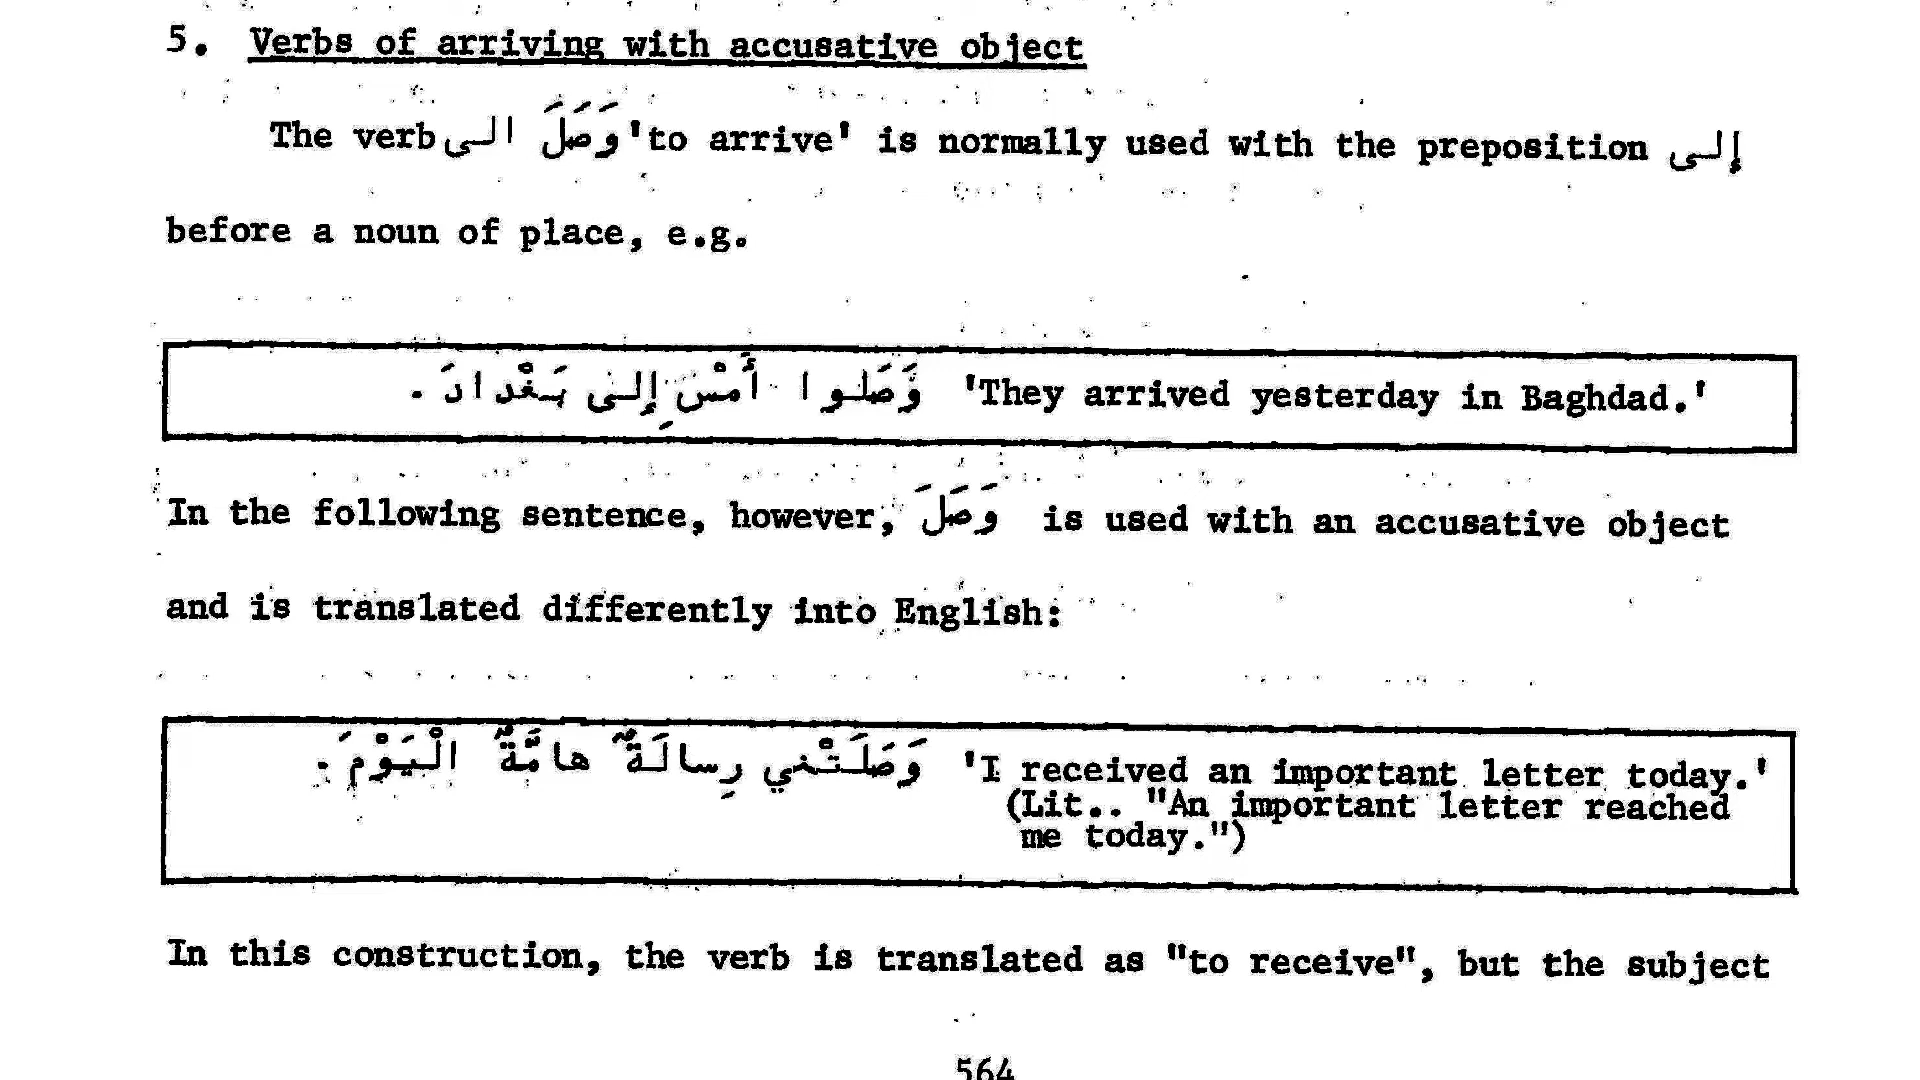 5. Verbs of arriving with accusative object
The verb وَصَلَ الى 'to arrive' is normally used with the preposition إلى
before a noun of place, e.g.
وَصَلوا أَمْسِ إِلى بَغْدادَ . 'They arrived yesterday in Baghdad.'
In the following sentence, however, وَصَلَ is used with an accusative object
and is translated differently into English:
وَصَلَتْني رِسالَةٌ هامَّةٌ الْيَوْمَ . 'I received an important letter today.'
(Lit.. "An important letter reached
me today.")
In this construction, the verb is translated as "to receive", but the subject
564